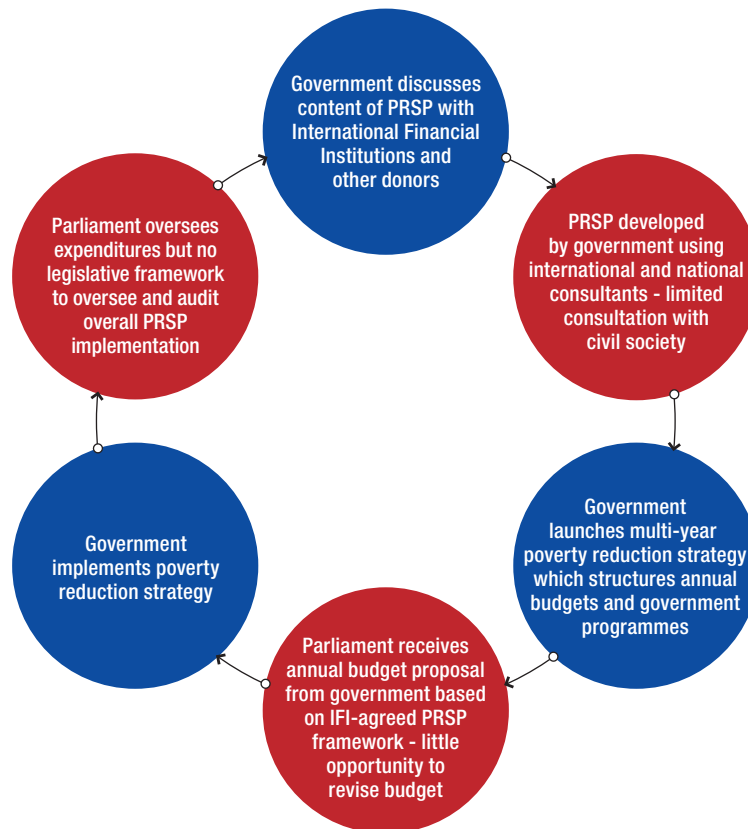 Government discusses
content of PRSP with
International Financial
Institutions and
other donors
PRSP developed
by government using
international and national
consultants - limited
consultation with
civil society
Government
launches multi-year
poverty reduction strategy
which structures annual
budgets and government
programmes
Parliament receives
annual budget proposal
from government based
on IFI-agreed PRSP
framework - little
opportunity to
revise budget
Government
implements poverty
reduction strategy
Parliament oversees
expenditures but no
legislative framework
to oversee and audit
overall PRSP
implementation